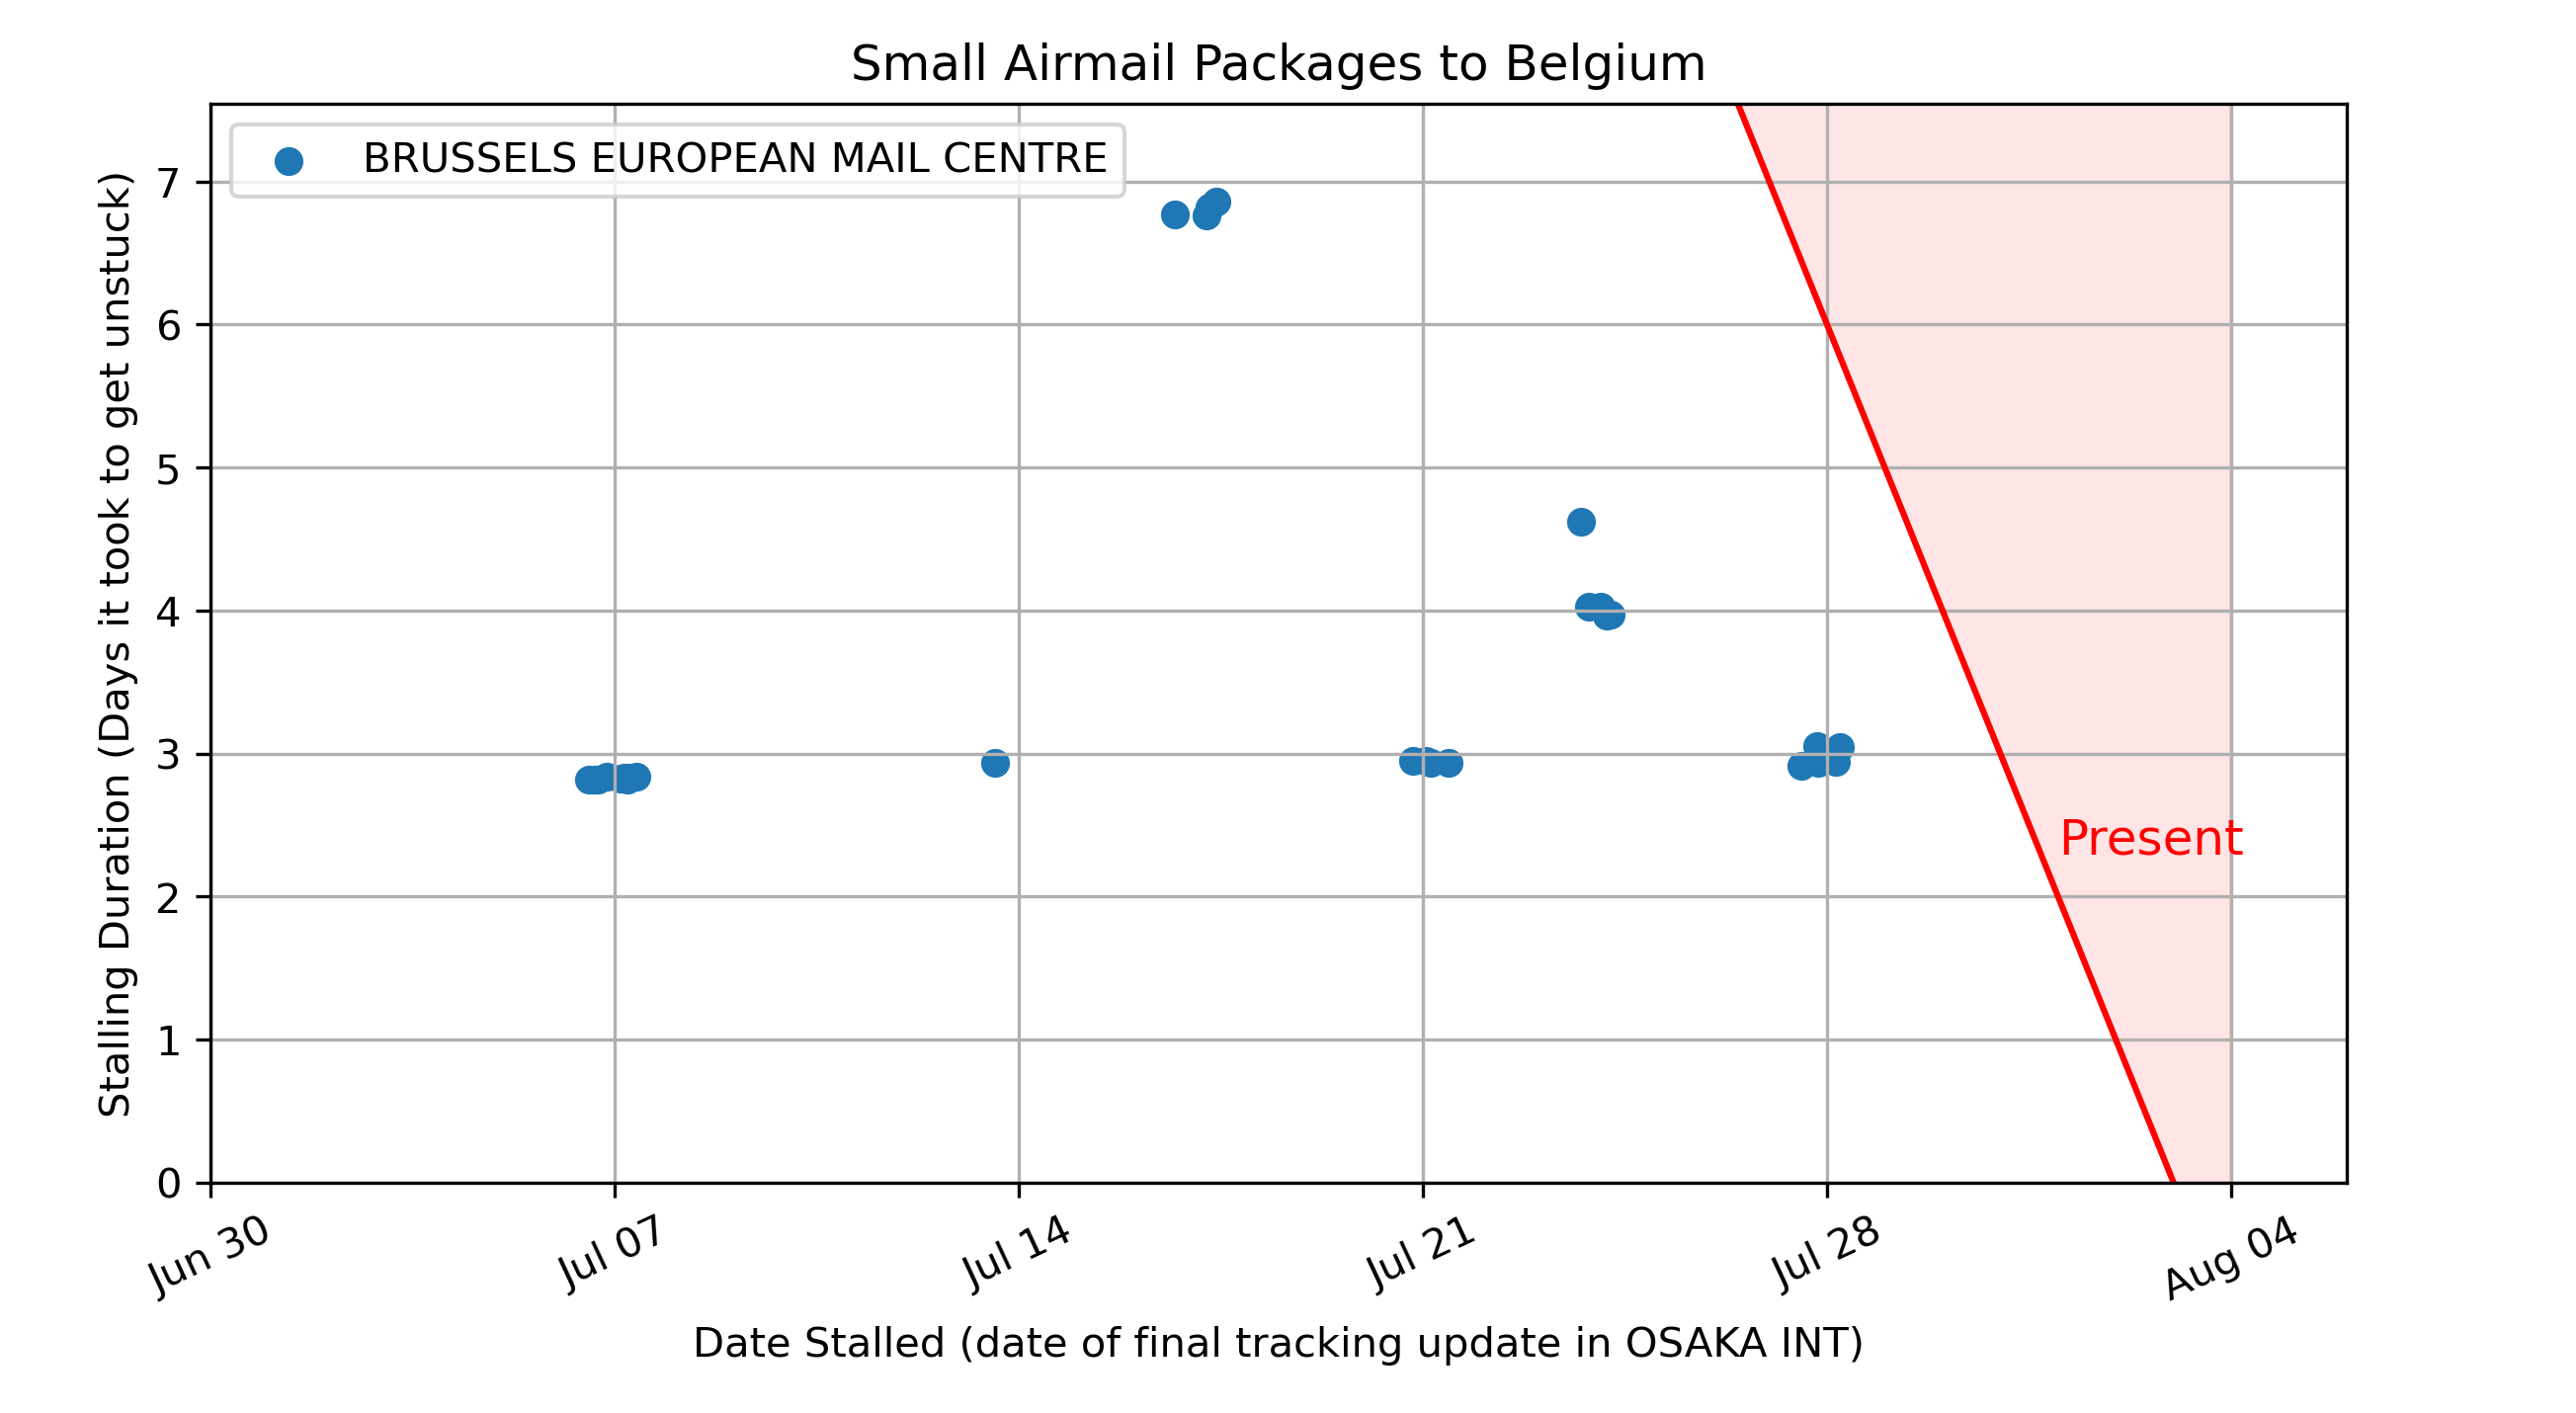 Small Airmail Packages to Belgium
BRUSSELS EUROPEAN MAIL CENTRE
Stalling Duration (Days it took to get unstuck)
7
6
5
4
3
2
1
0
Present
Jun 30
Jul 07
Jul 14
Jul 21
Jul 28
Aug 04
Date Stalled (date of final tracking update in OSAKA INT)